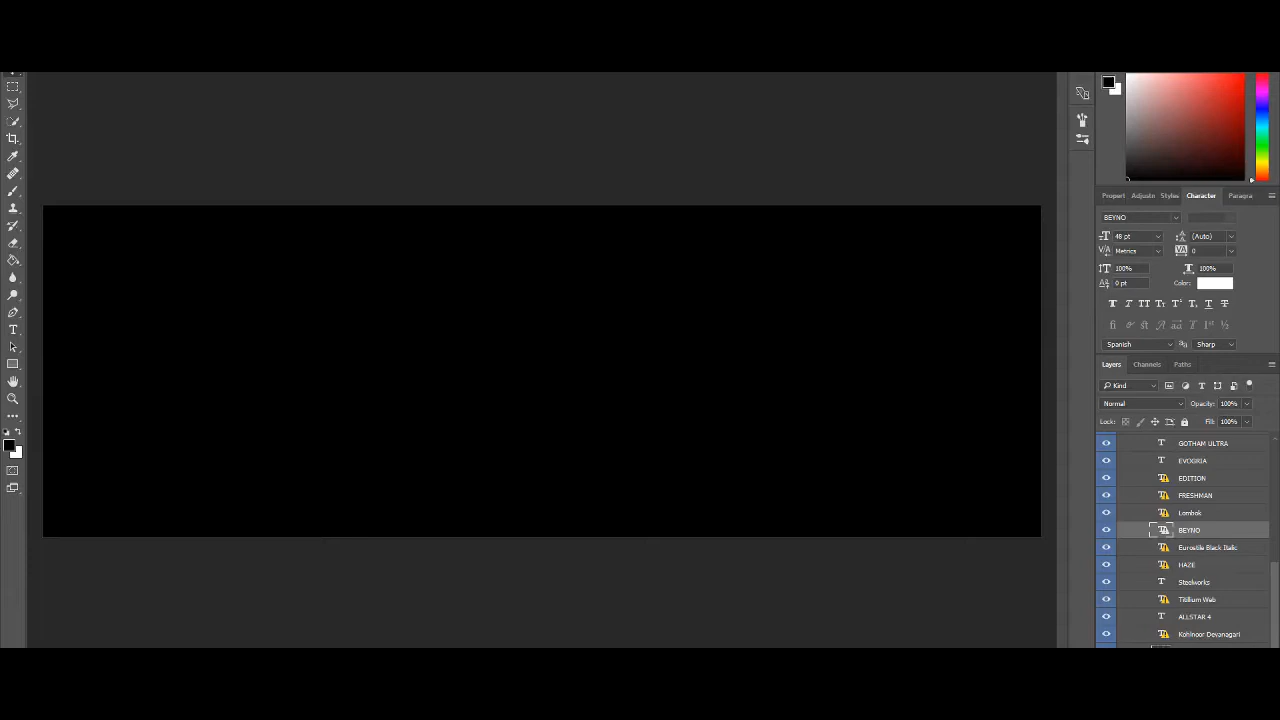 Propert Adjustn Styles Character Paragra
BEYNO
48 pt (Auto)
Metrics 0
100% 100%
0 pt Color:
Spanish Sharp
Layers Channels Paths
Kind
Normal Opacity: 100%
Lock: Fill: 100%
GOTHAM ULTRA
EVOGRIA
EDITION
FRESHMAN
Lombok
BEYNO
Eurostile Black Italic
HAZE
Steelworks
Titillium Web
ALLSTAR 4
Kohinoor Devanagari